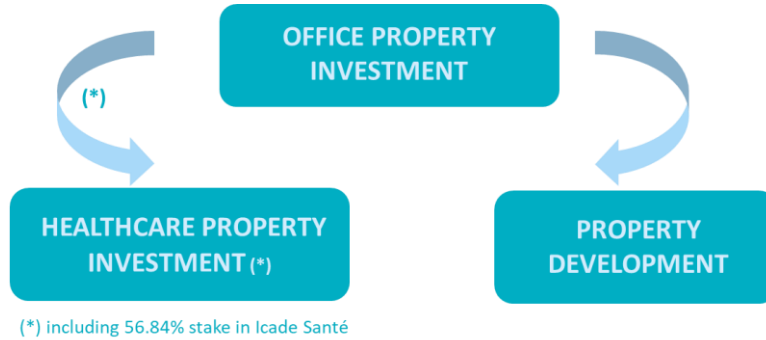 OFFICE PROPERTY
INVESTMENT
(*)
HEALTHCARE PROPERTY
INVESTMENT (*)
PROPERTY
DEVELOPMENT
(*) including 56.84% stake in Icade Santé